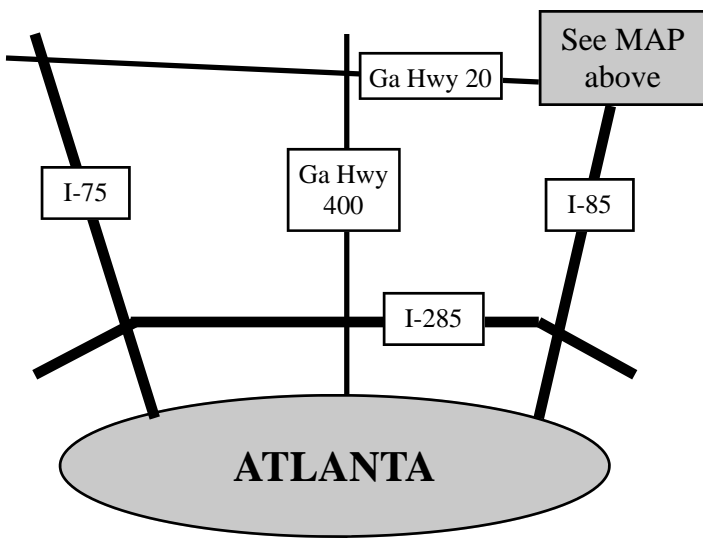 See MAP
above
Ga Hwy 20
I-75
Ga Hwy
400
I-85
I-285
ATLANTA